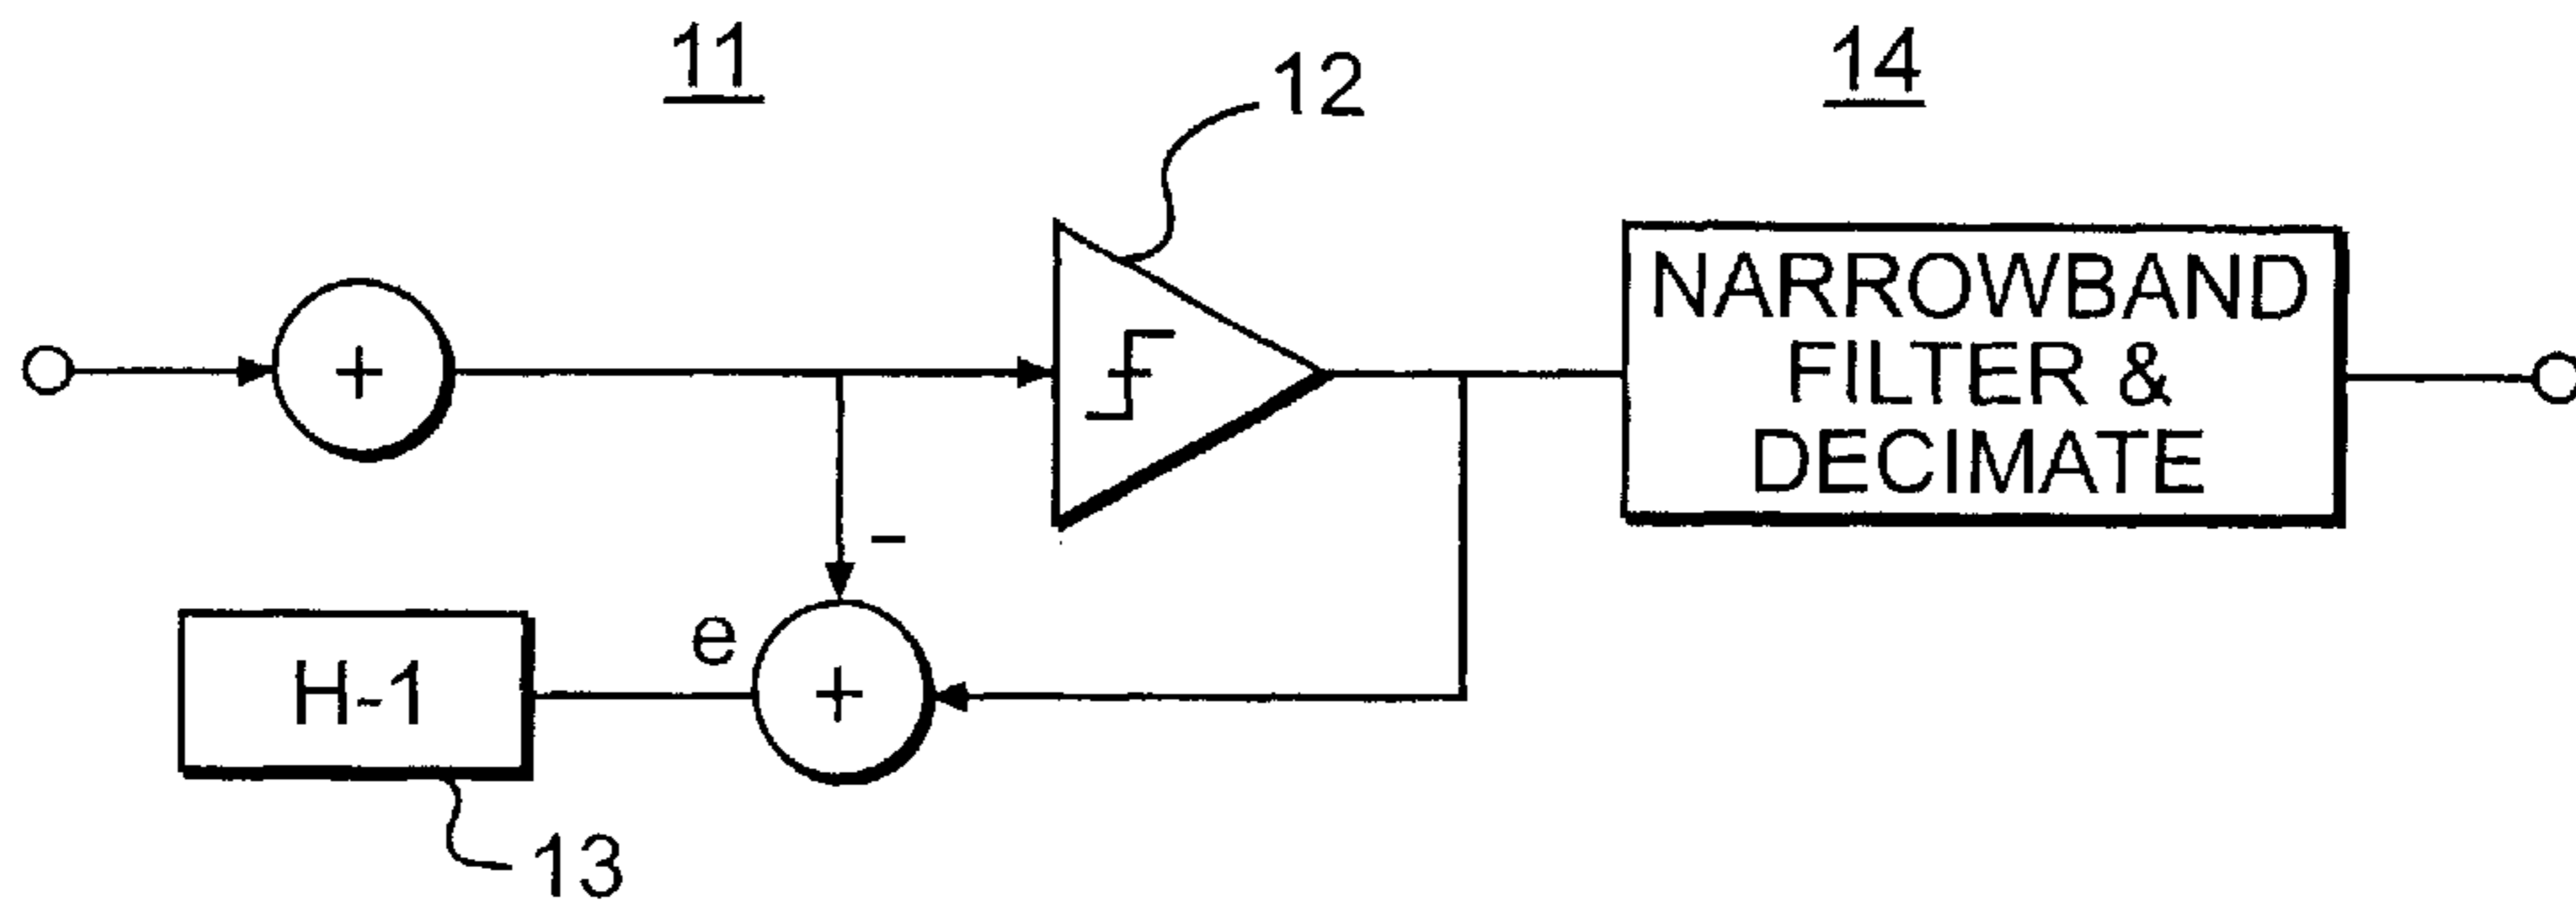 11
12
14
+
NARROWBAND
FILTER &
DECIMATE
-
e
+
H-1
13